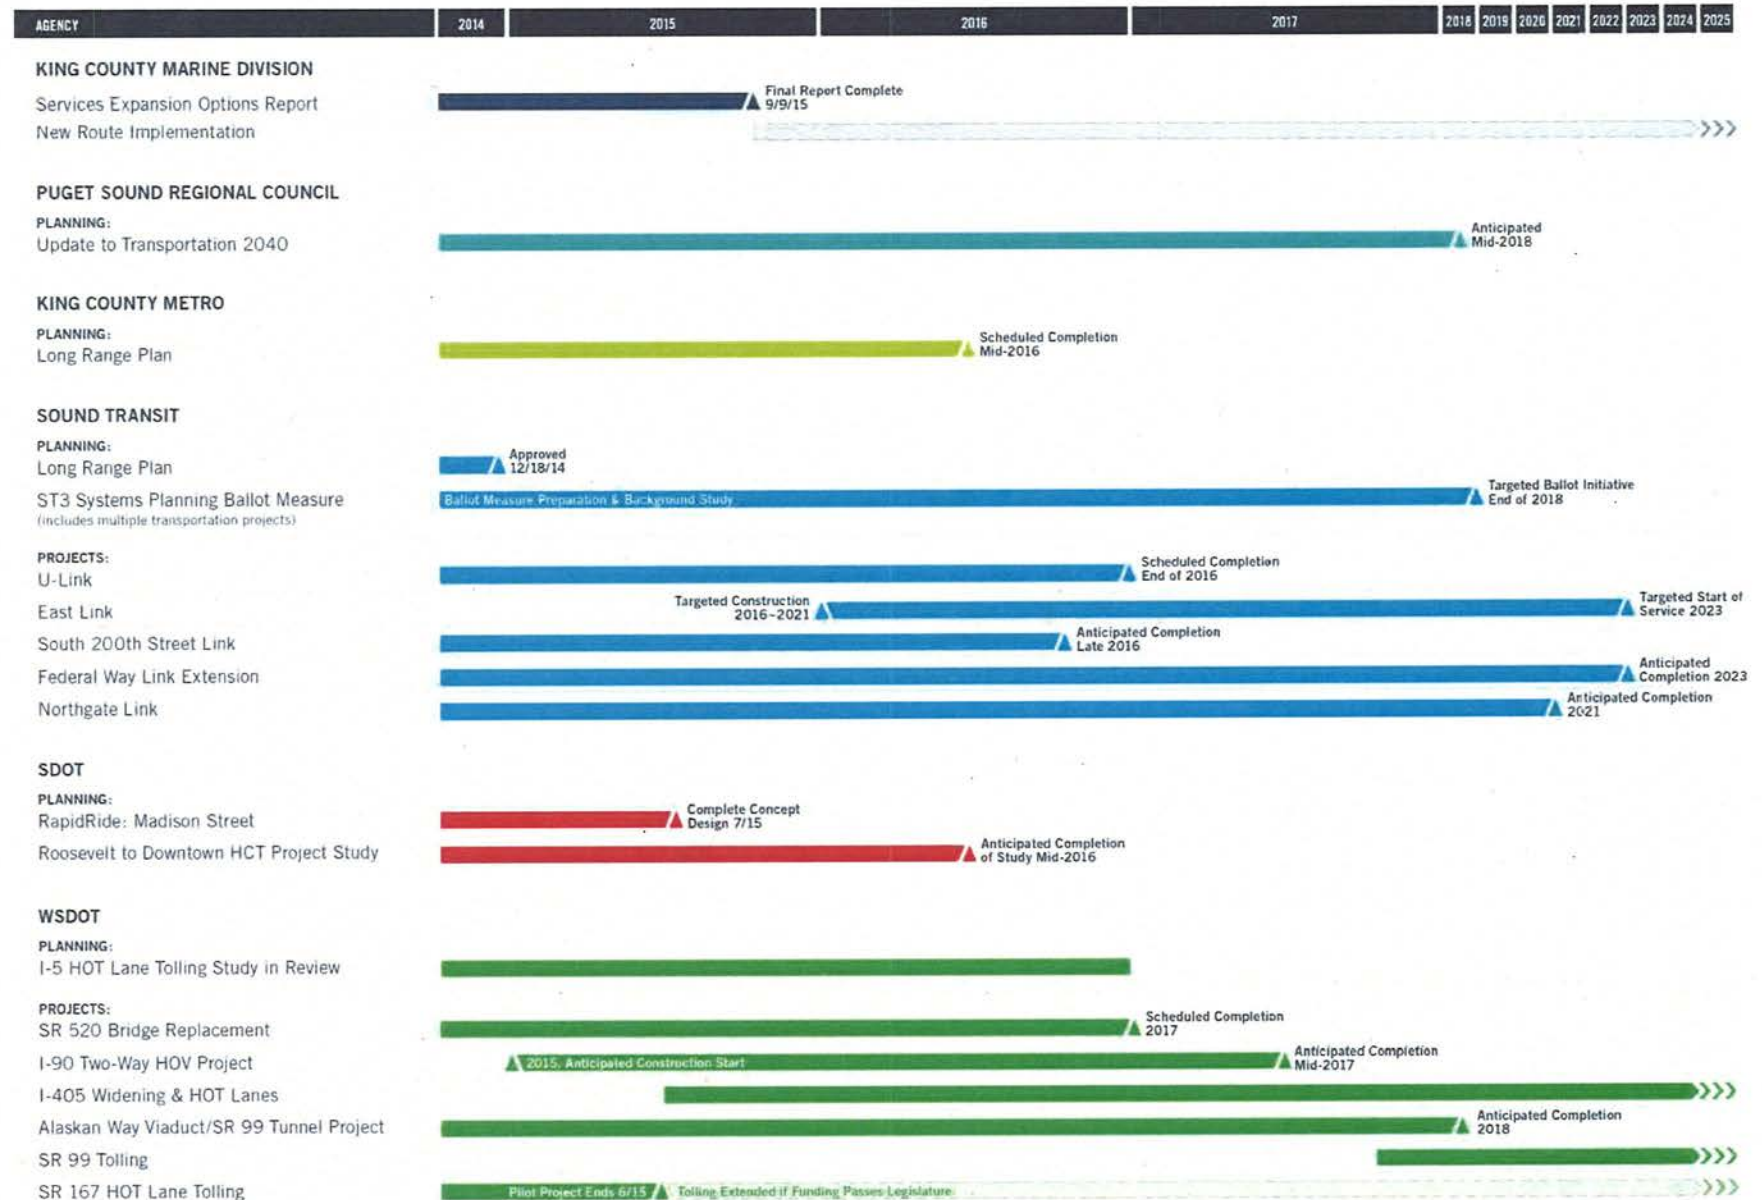 AGENCY 2014 2015 2016 2017 2018 2019 2020 2021 2022 2023 2024 2025
KING COUNTY MARINE DIVISION
Services Expansion Options Report
Final Report Complete
9/9/15
New Route Implementation
PUGET SOUND REGIONAL COUNCIL
PLANNING:
Update to Transportation 2040
Anticipated
Mid-2018
KING COUNTY METRO
PLANNING:
Long Range Plan
Scheduled Completion
Mid-2016
SOUND TRANSIT
PLANNING:
Long Range Plan
Approved
12/18/14
ST3 Systems Planning Ballot Measure
(includes multiple transportation projects)
Ballot Measure Preparation & Background Study
Targeted Ballot Initiative
End of 2018
PROJECTS:
U-Link
Scheduled Completion
End of 2016
East Link
Targeted Construction
2016–2021
Targeted Start of
Service 2023
South 200th Street Link
Anticipated Completion
Late 2016
Federal Way Link Extension
Anticipated
Completion 2023
Northgate Link
Anticipated Completion
2021
SDOT
PLANNING:
RapidRide: Madison Street
Complete Concept
Design 7/15
Roosevelt to Downtown HCT Project Study
Anticipated Completion
of Study Mid-2016
WSDOT
PLANNING:
I-5 HOT Lane Tolling Study in Review
PROJECTS:
SR 520 Bridge Replacement
Scheduled Completion
2017
I-90 Two-Way HOV Project
2015. Anticipated Construction Start
Anticipated Completion
Mid-2017
I-405 Widening & HOT Lanes
Alaskan Way Viaduct/SR 99 Tunnel Project
Anticipated Completion
2018
SR 99 Tolling
SR 167 HOT Lane Tolling
Pilot Project Ends 6/15
Tolling Extended if Funding Passes Legislature